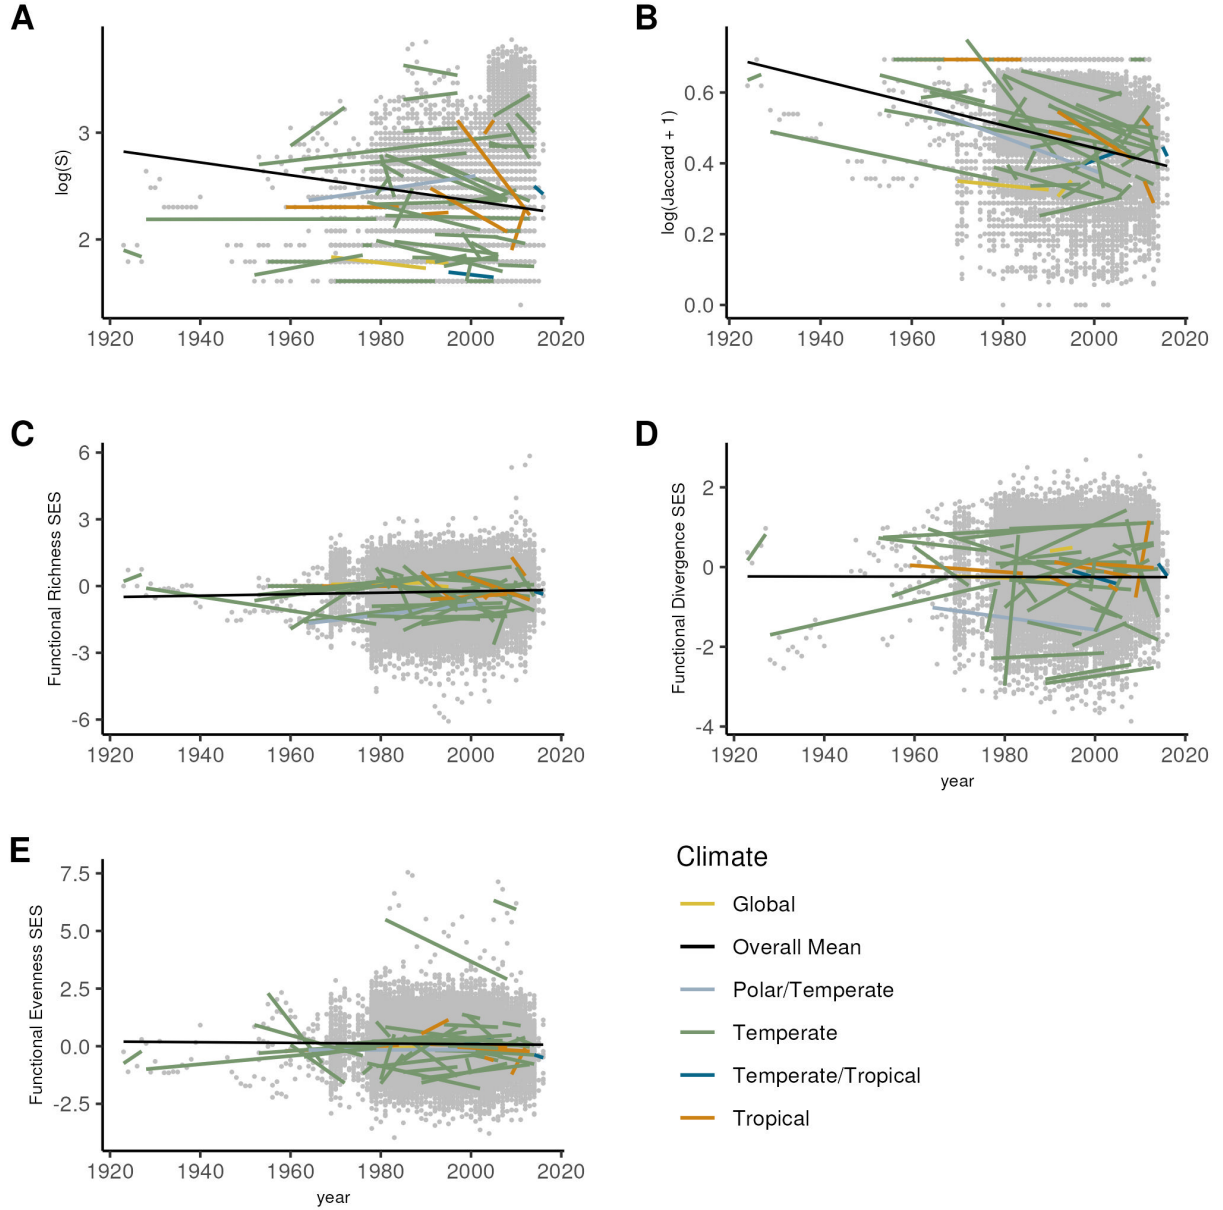 A
B
log(S)
3
2
1920 1940 1960 1980 2000 2020
log(Jaccard + 1)
0.6
0.4
0.2
0.0
1920 1940 1960 1980 2000 2020
C
D
Functional Richness SES
6
3
0
-3
-6
1920 1940 1960 1980 2000 2020
Functional Divergence SES
2
0
-2
-4
1920 1940 1960 1980 2000 2020
year
E
Functional Evenness SES
7.5
5.0
2.5
0.0
-2.5
1920 1940 1960 1980 2000 2020
year
Climate
Global
Overall Mean
Polar/Temperate
Temperate
Temperate/Tropical
Tropical